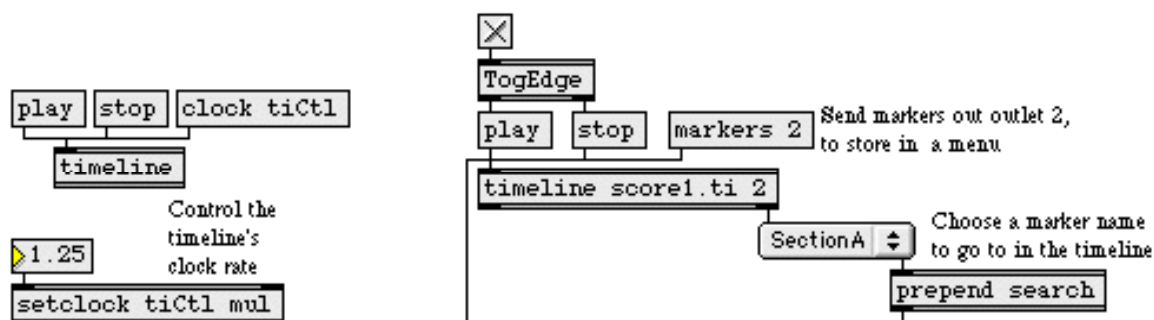 play stop clock tiCtl
timeline
Control the
timeline's
clock rate
1.25
setclock tiCtl mul
TogEdge
play stop markers 2
Send markers out outlet 2,
to store in a menu
timeline score1.ti 2
SectionA
Choose a marker name
to go to in the timeline
prepend search